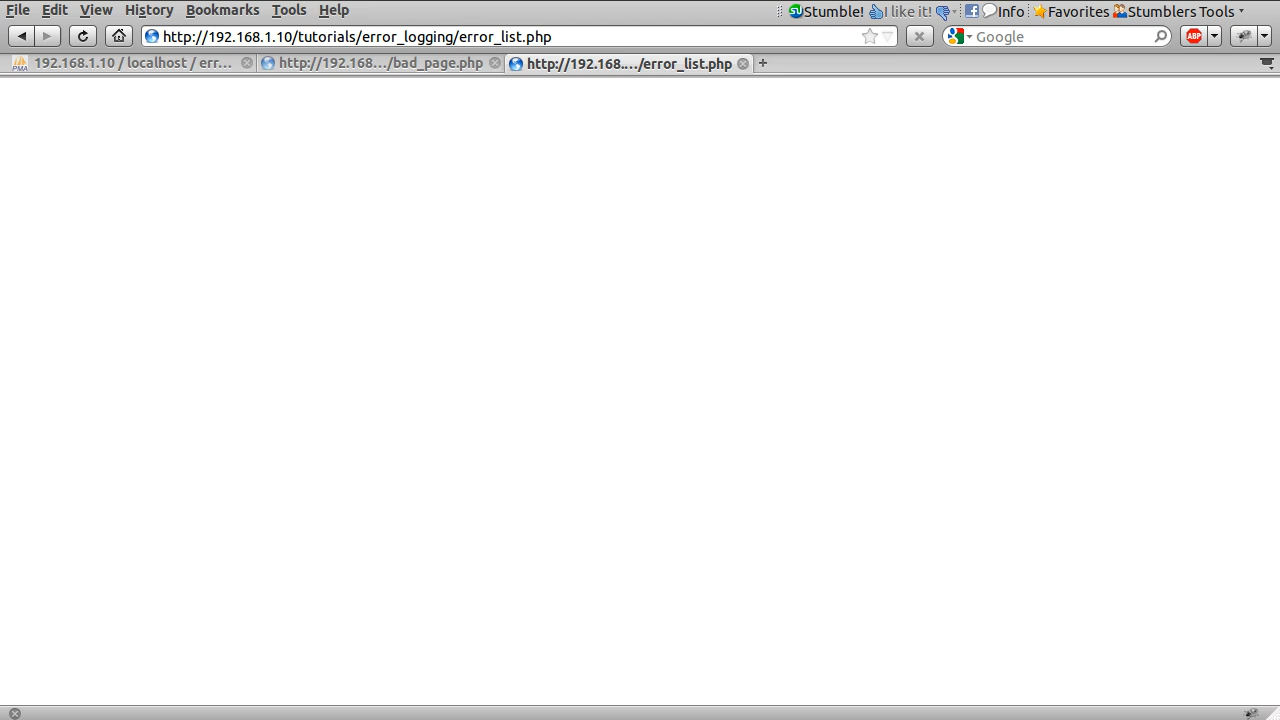 File Edit View History Bookmarks Tools Help Stumble! I like it! Info Favorites Stumblers Tools
http://192.168.1.10/tutorials/error_logging/error_list.php Google ABP
PMA 192.168.1.10 / localhost / err... http://192.168.../bad_page.php http://192.168.../error_list.php